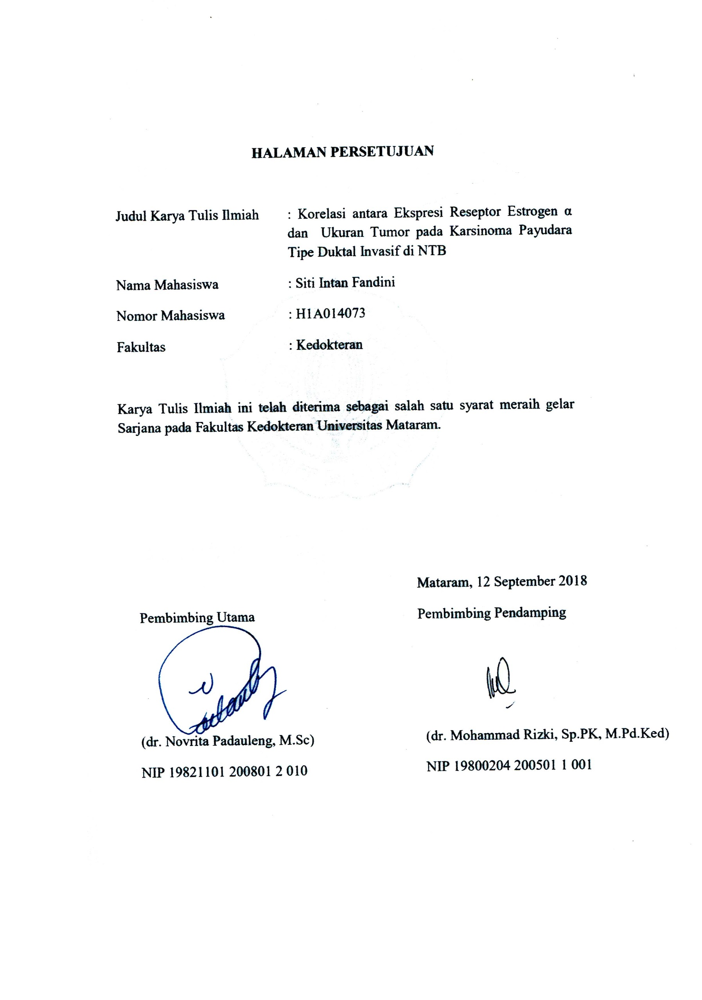 HALAMAN PERSETUJUAN
Judul Karya Tulis Ilmiah : Korelasi antara Ekspresi Reseptor Estrogen α
dan Ukuran Tumor pada Karsinoma Payudara
Tipe Duktal Invasif di NTB
Nama Mahasiswa : Siti Intan Fandini
Nomor Mahasiswa : H1A014073
Fakultas : Kedokteran
Karya Tulis Ilmiah ini telah diterima sebagai salah satu syarat meraih gelar
Sarjana pada Fakultas Kedokteran Universitas Mataram.
Mataram, 12 September 2018
Pembimbing Utama
Pembimbing Pendamping
(dr. Novrita Padauleng, M.Sc)
(dr. Mohammad Rizki, Sp.PK, M.Pd.Ked)
NIP 19821101 200801 2 010
NIP 19800204 200501 1 001